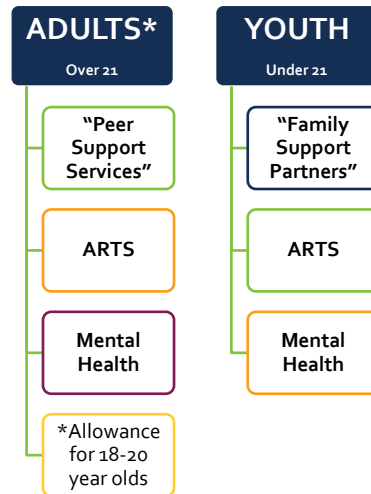 ADULTS*
Over 21
“Peer
Support
Services”
ARTS
Mental
Health
*Allowance
for 18-20
year olds
YOUTH
Under 21
“Family
Support
Partners”
ARTS
Mental
Health